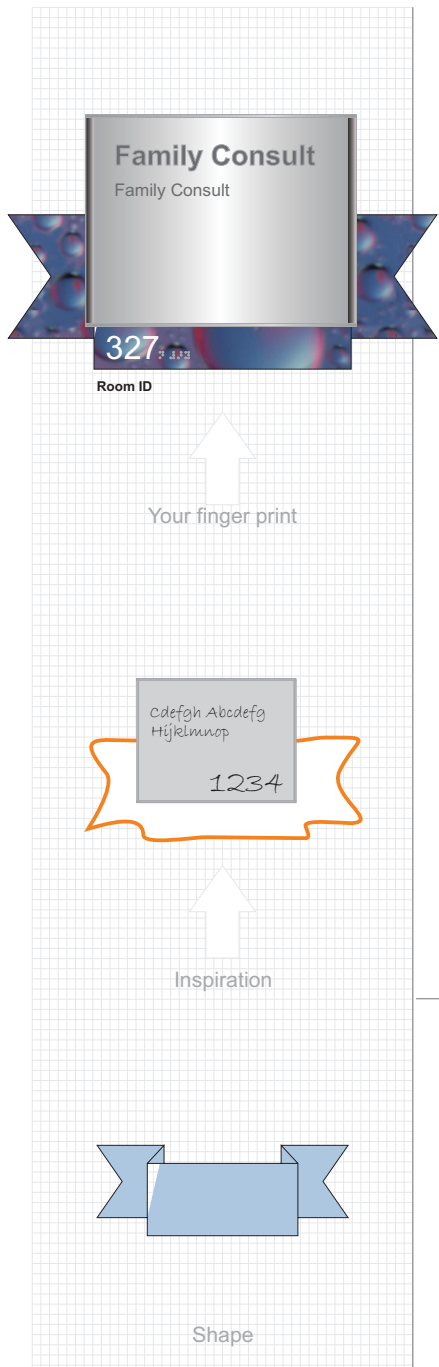 Family Consult
Family Consult
327
Room ID
Your finger print
Cdefgh Abcdefg
Hijklmnop
1234
Inspiration
Shape